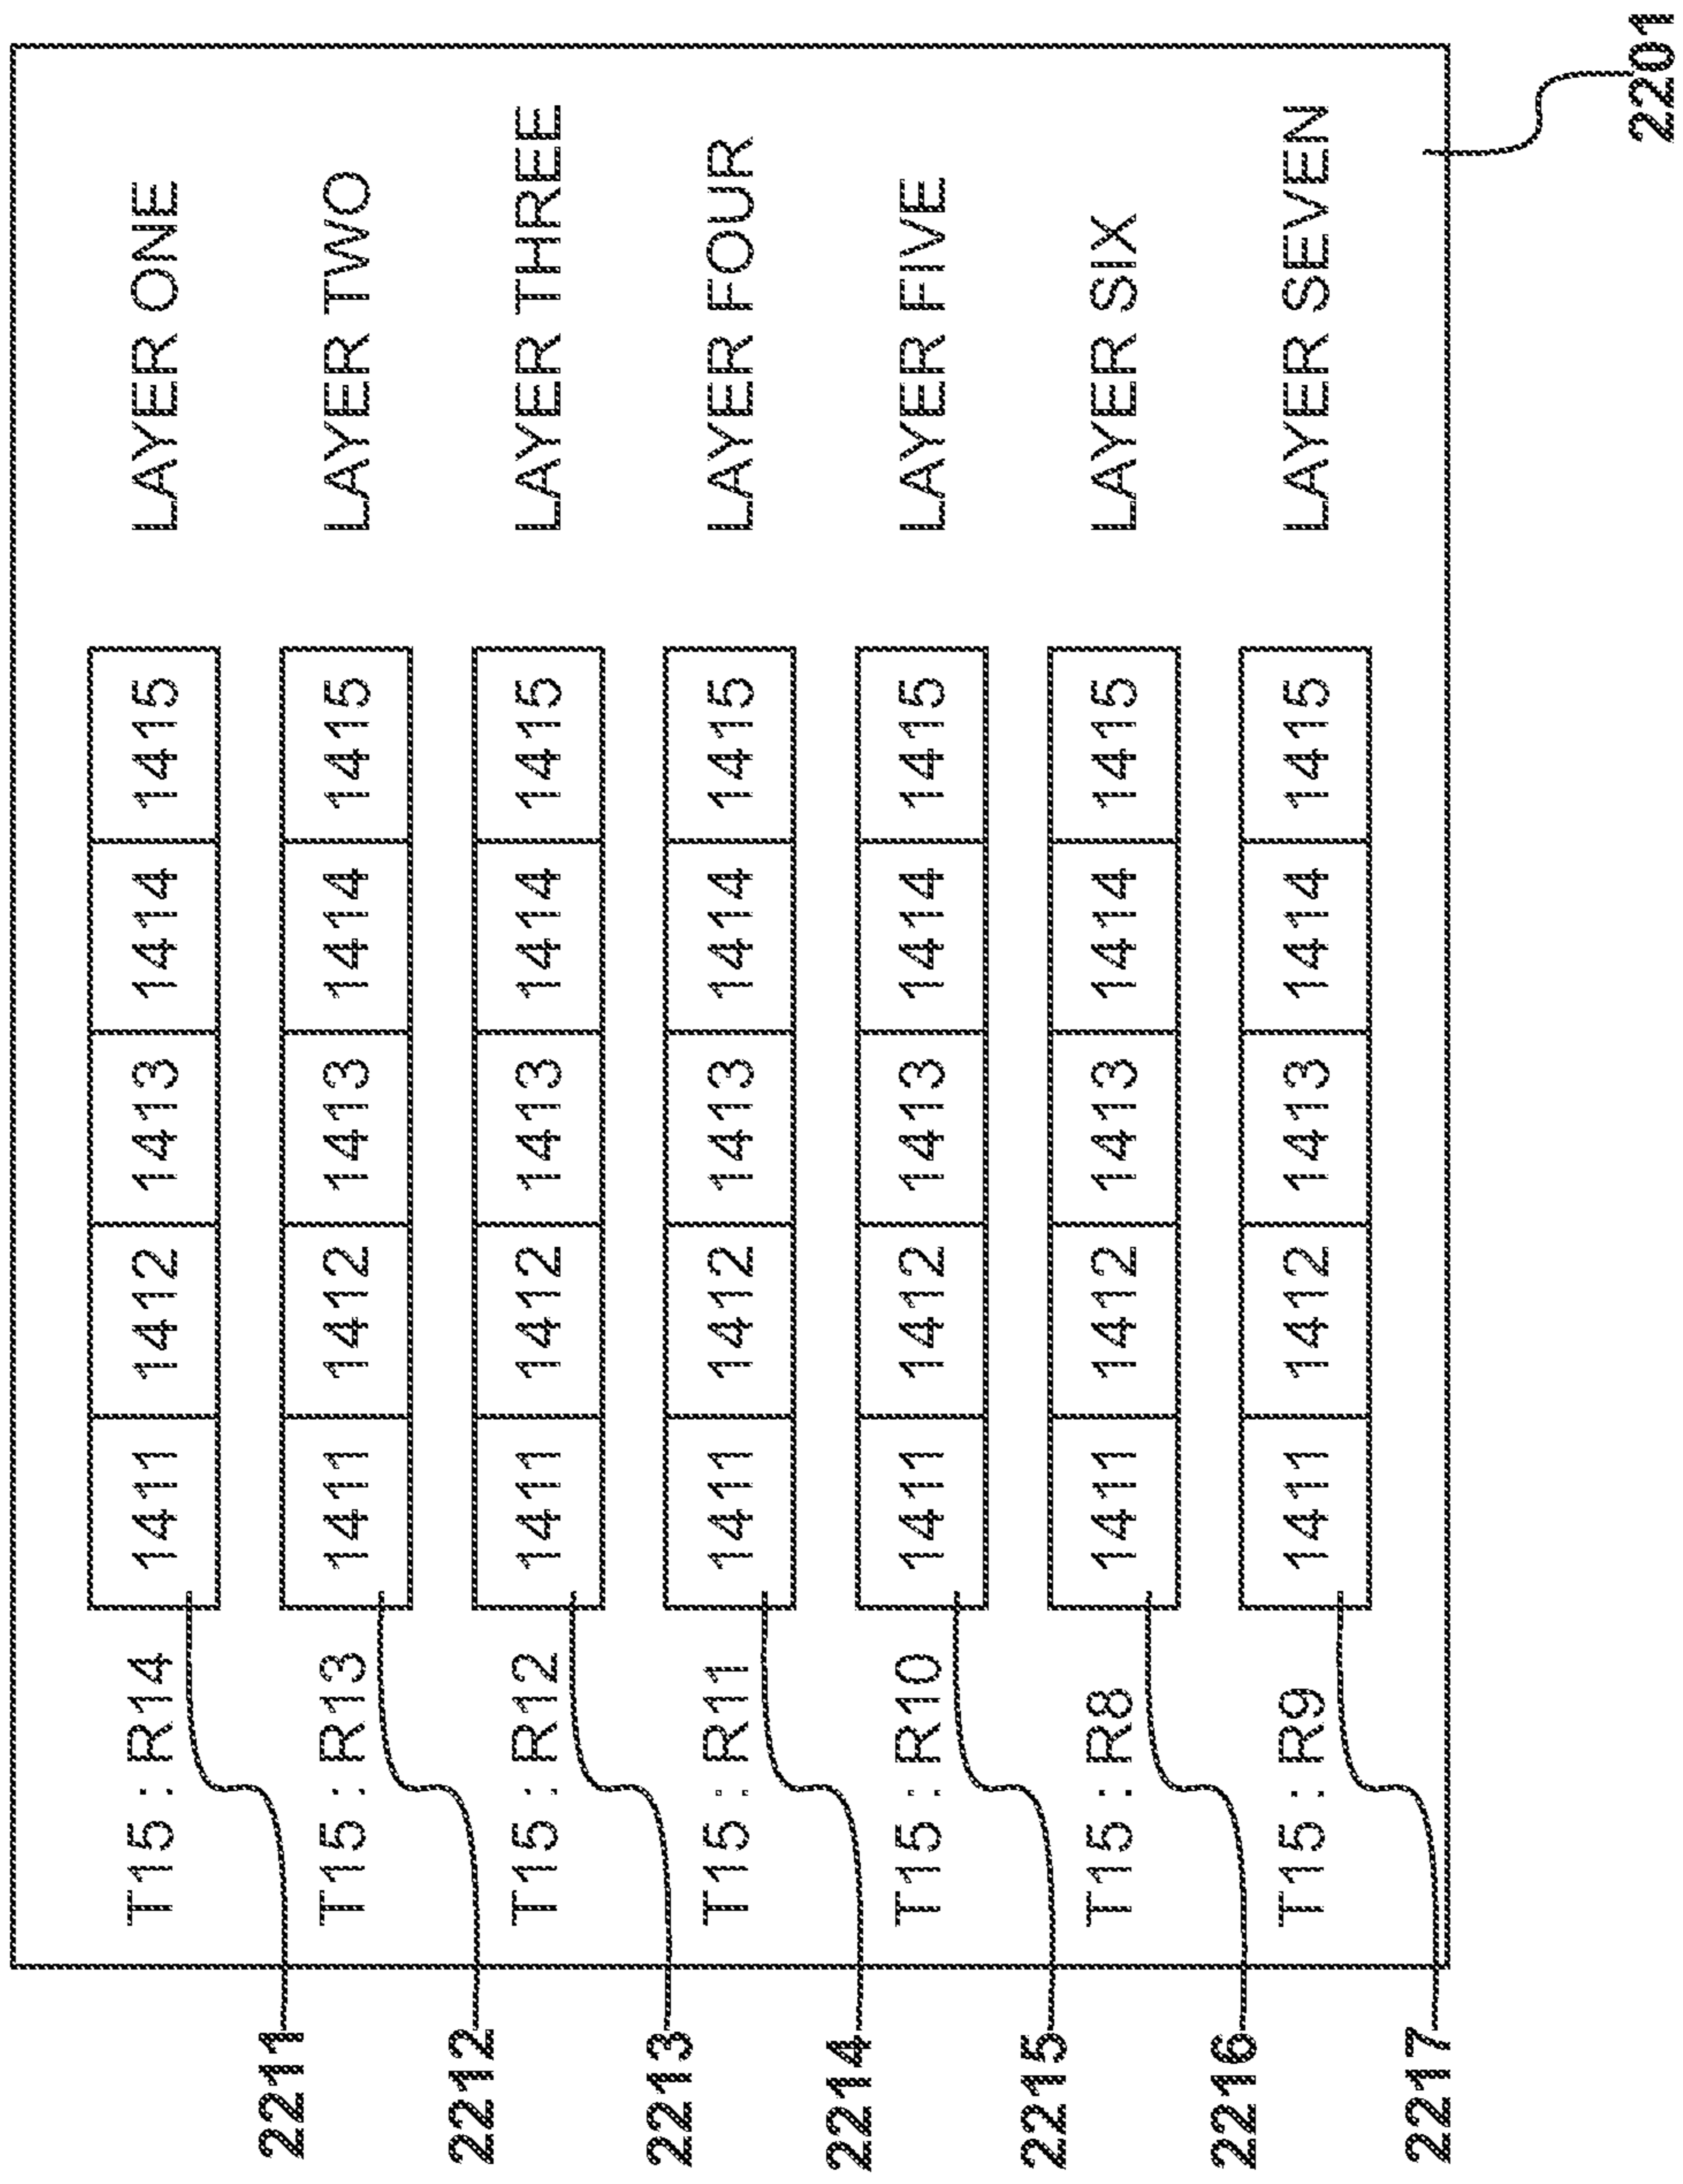 2201
T15 : R14 1411 1412 1413 1414 1415 LAYER ONE
2211
T15 : R13 1411 1412 1413 1414 1415 LAYER TWO
2212
T15 : R12 1411 1412 1413 1414 1415 LAYER THREE
2213
T15 : R11 1411 1412 1413 1414 1415 LAYER FOUR
2214
T15 : R10 1411 1412 1413 1414 1415 LAYER FIVE
2215
T15 : R8 1411 1412 1413 1414 1415 LAYER SIX
2216
T15 : R9 1411 1412 1413 1414 1415 LAYER SEVEN
2217